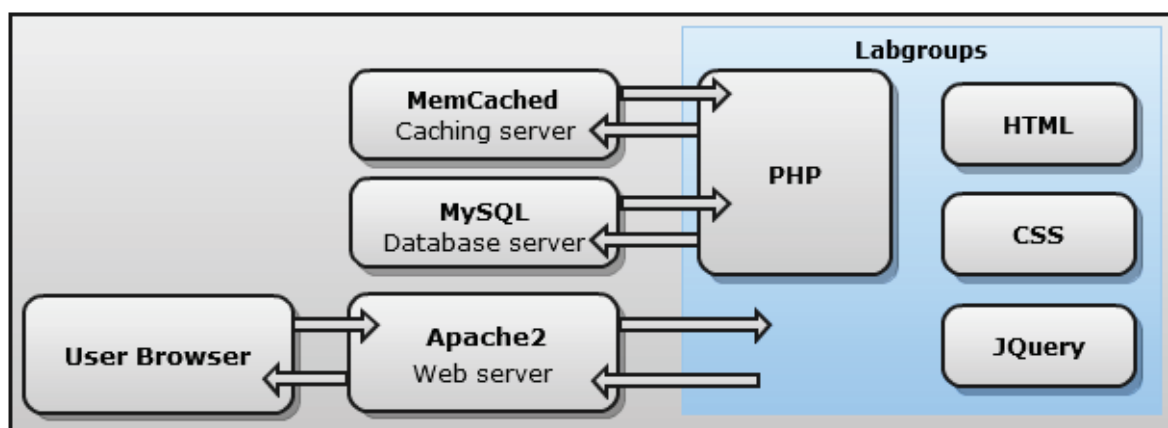 Labgroups
MemCached
Caching server
HTML
PHP
MySQL
Database server
CSS
User Browser
Apache2
Web server
JQuery